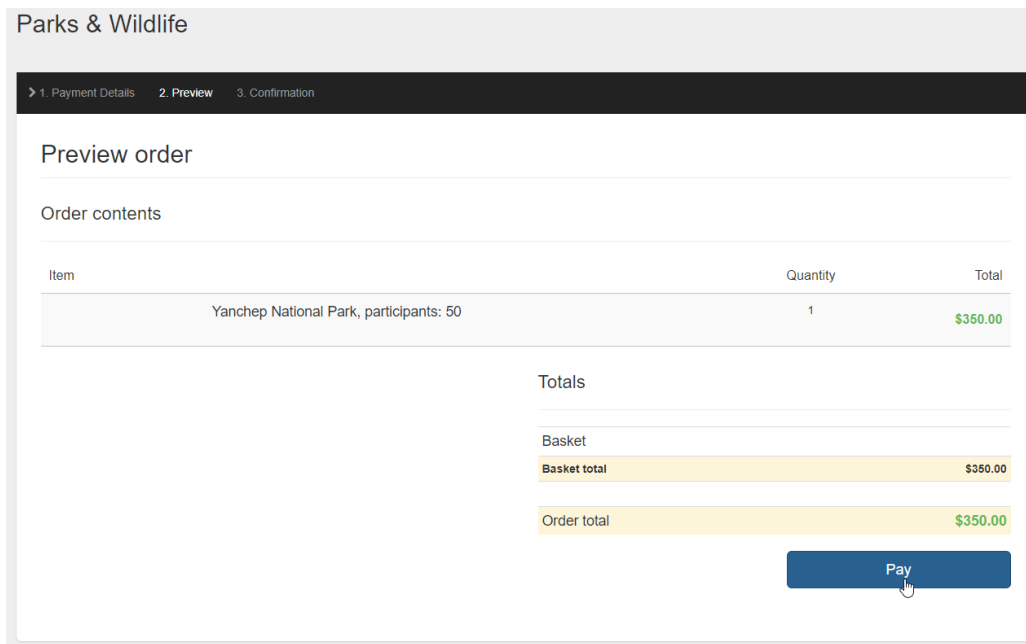 Parks & Wildlife
1. Payment Details 2. Preview 3. Confirmation
Preview order
Order contents
Item Quantity Total
Yanchep National Park, participants: 50 1 $350.00
Totals
Basket
Basket total $350.00
Order total $350.00
Pay